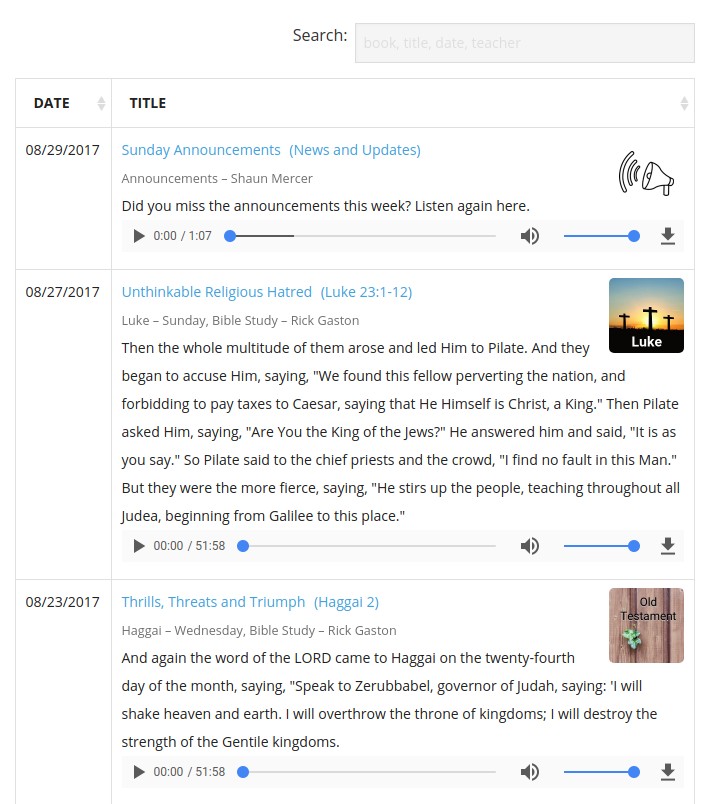 Search: book, title, date, teacher
DATE TITLE
08/29/2017 Sunday Announcements (News and Updates)
Announcements – Shaun Mercer
Did you miss the announcements this week? Listen again here.
0:00 / 1:07
08/27/2017 Unthinkable Religious Hatred (Luke 23:1-12)
Luke – Sunday, Bible Study – Rick Gaston
Luke
Then the whole multitude of them arose and led Him to Pilate. And they
began to accuse Him, saying, "We found this fellow perverting the nation, and
forbidding to pay taxes to Caesar, saying that He Himself is Christ, a King." Then Pilate
asked Him, saying, "Are You the King of the Jews?" He answered him and said, "It is as
you say." So Pilate said to the chief priests and the crowd, "I find no fault in this Man."
But they were the more fierce, saying, "He stirs up the people, teaching throughout all
Judea, beginning from Galilee to this place."
00:00 / 51:58
08/23/2017 Thrills, Threats and Triumph (Haggai 2)
Old
Testament
Haggai – Wednesday, Bible Study – Rick Gaston
And again the word of the LORD came to Haggai on the twenty-fourth
day of the month, saying, "Speak to Zerubbabel, governor of Judah, saying: 'I will
shake heaven and earth. I will overthrow the throne of kingdoms; I will destroy the
strength of the Gentile kingdoms.
00:00 / 51:58